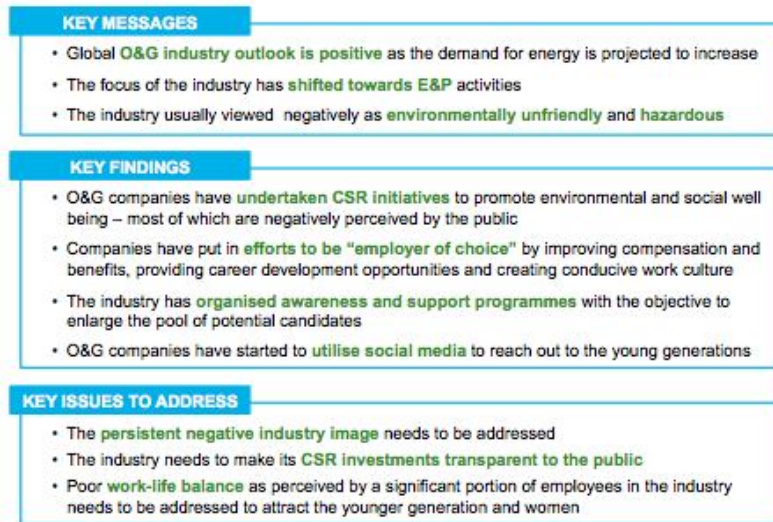 KEY MESSAGES
• Global O&G industry outlook is positive as the demand for energy is projected to increase
• The focus of the industry has shifted towards E&P activities
• The industry usually viewed negatively as environmentally unfriendly and hazardous
KEY FINDINGS
• O&G companies have undertaken CSR initiatives to promote environmental and social well
being – most of which are negatively perceived by the public
• Companies have put in efforts to be “employer of choice” by improving compensation and
benefits, providing career development opportunities and creating conducive work culture
• The industry has organised awareness and support programmes with the objective to
enlarge the pool of potential candidates
• O&G companies have started to utilise social media to reach out to the young generations
KEY ISSUES TO ADDRESS
• The persistent negative industry image needs to be addressed
• The industry needs to make its CSR investments transparent to the public
• Poor work-life balance as perceived by a significant portion of employees in the industry
needs to be addressed to attract the younger generation and women